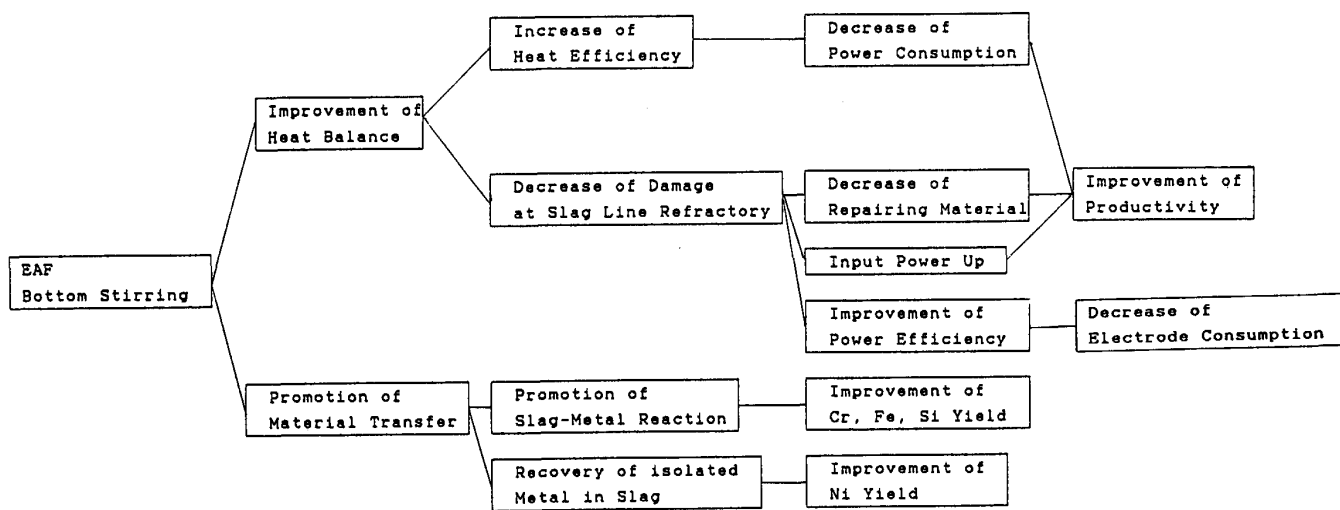 Increase of
Heat Efficiency
Decrease of
Power Consumption
Improvement of
Heat Balance
Decrease of Damage
at Slag Line Refractory
Decrease of
Repairing Material
Improvement of
Productivity
Input Power Up
EAF
Bottom Stirring
Improvement of
Power Efficiency
Decrease of
Electrode Consumption
Promotion of
Material Transfer
Promotion of
Slag-Metal Reaction
Improvement of
Cr, Fe, Si Yield
Recovery of isolated
Metal in Slag
Improvement of
Ni Yield